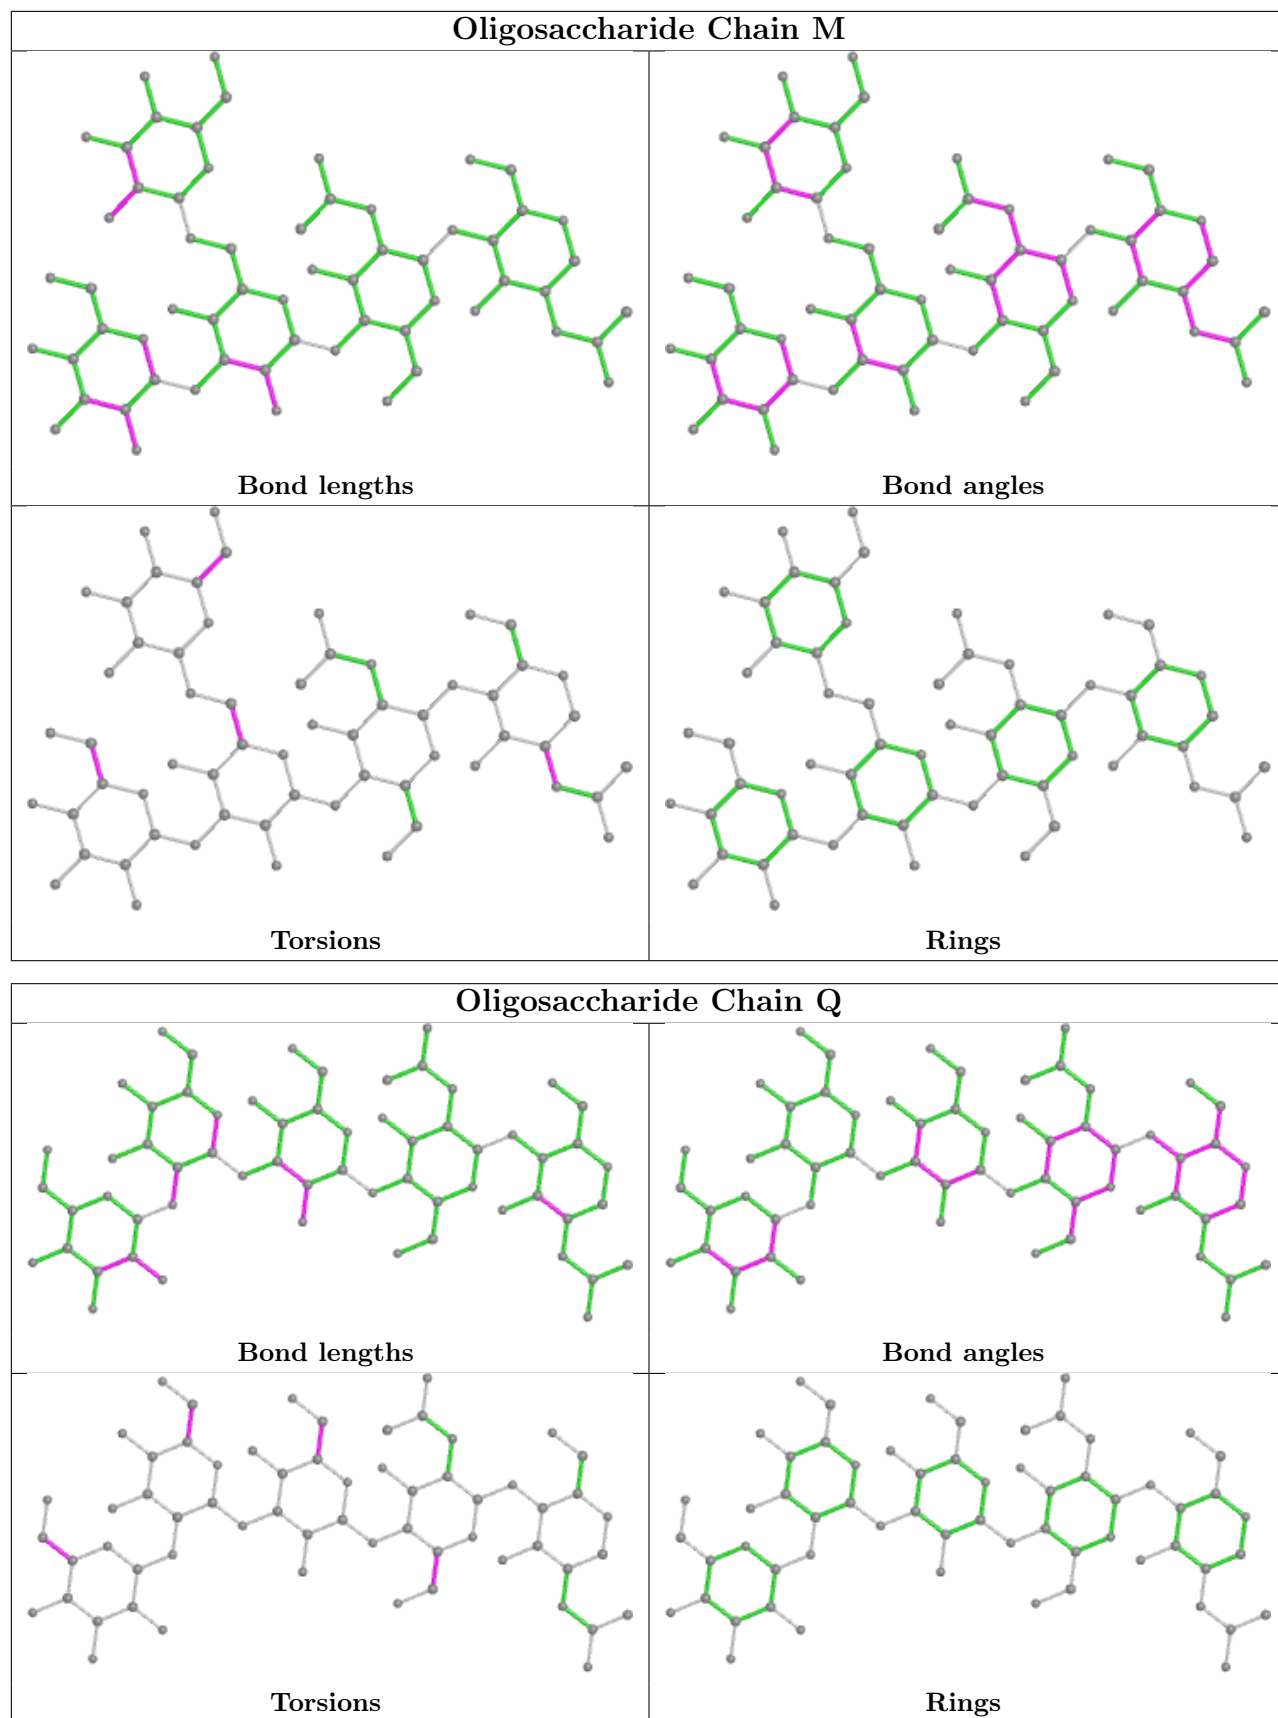 Oligosaccharide Chain M
Bond lengths
Bond angles
Torsions
Rings
Oligosaccharide Chain Q
Bond lengths
Bond angles
Torsions
Rings